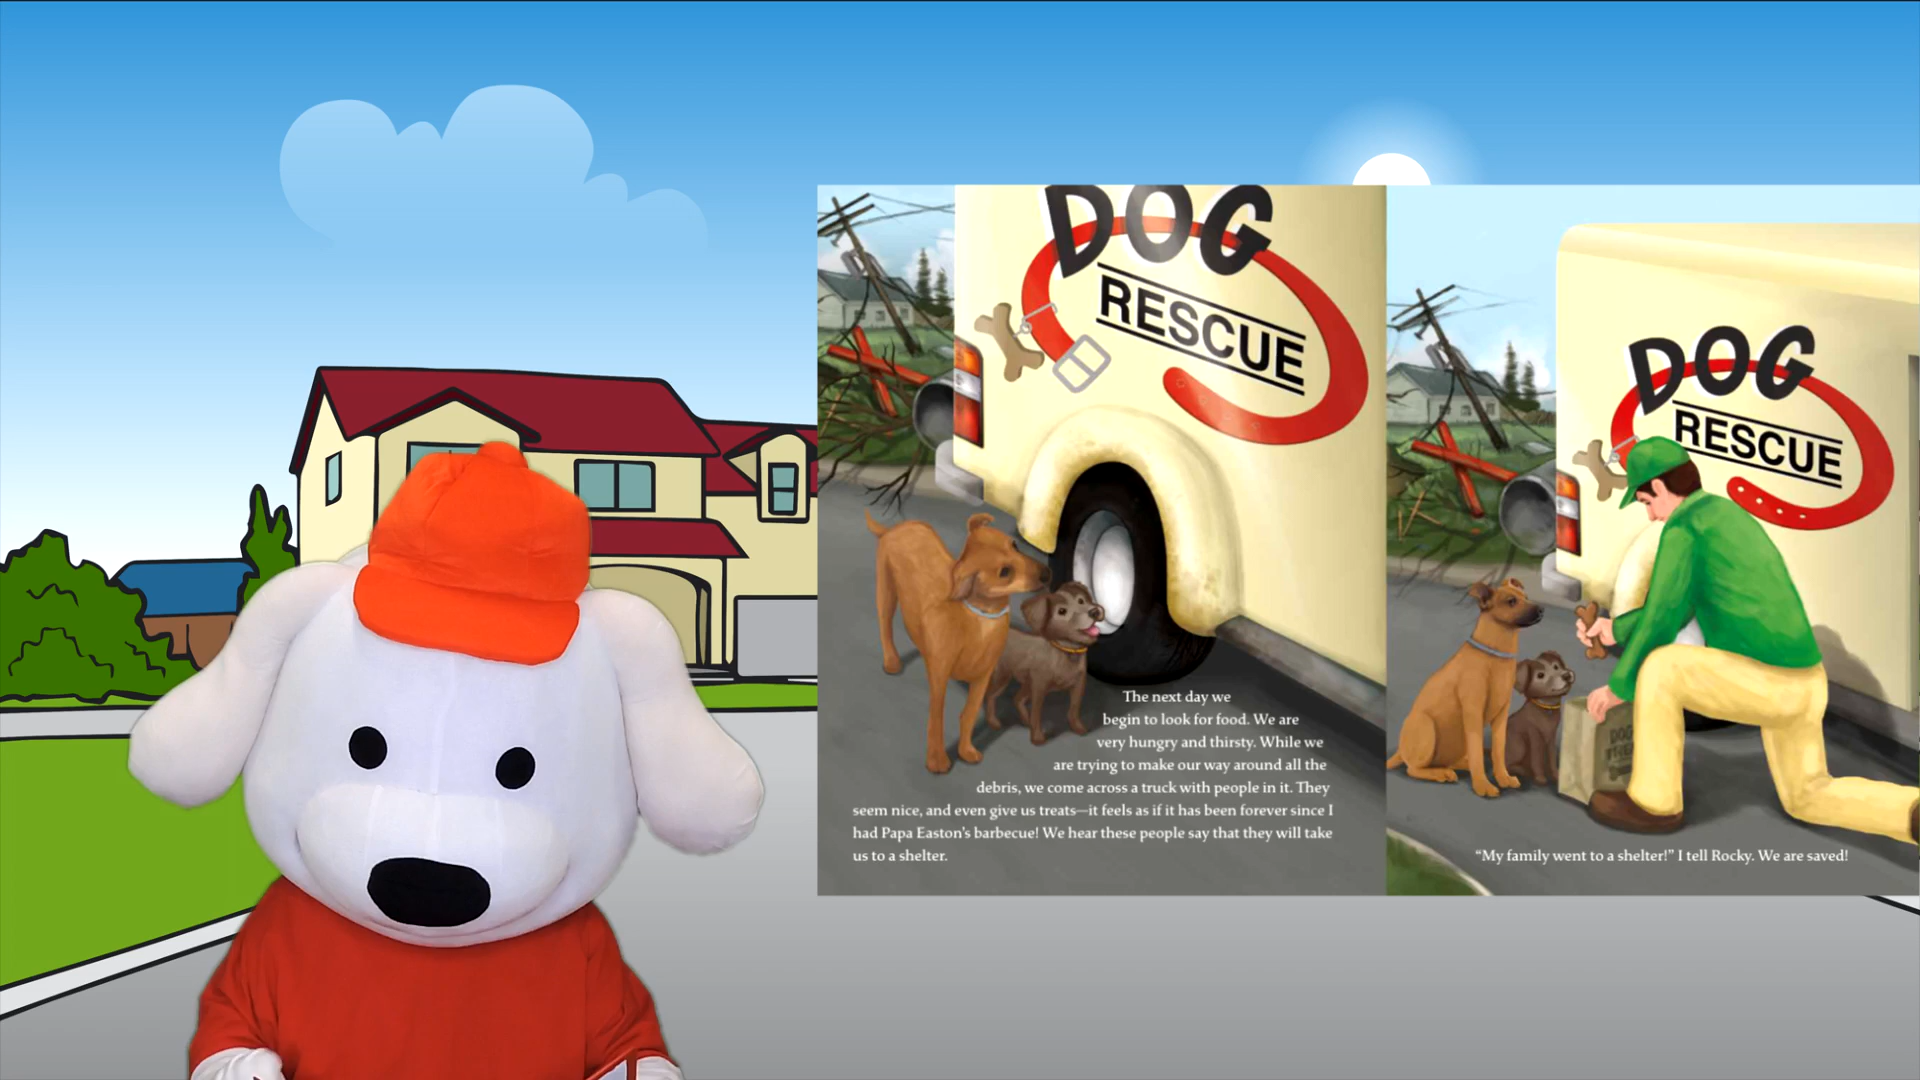 DOG
RESCUE
The next day we
begin to look for food. We are
very hungry and thirsty. While we
are trying to make our way around all the
debris, we come across a truck with people in it. They
seem nice, and even give us treats—it feels as if it has been forever since I
had Papa Easton's barbecue! We hear these people say that they will take
us to a shelter.
DOG
RESCUE
DOG
“My family went to a shelter!” I tell Rocky. We are saved!